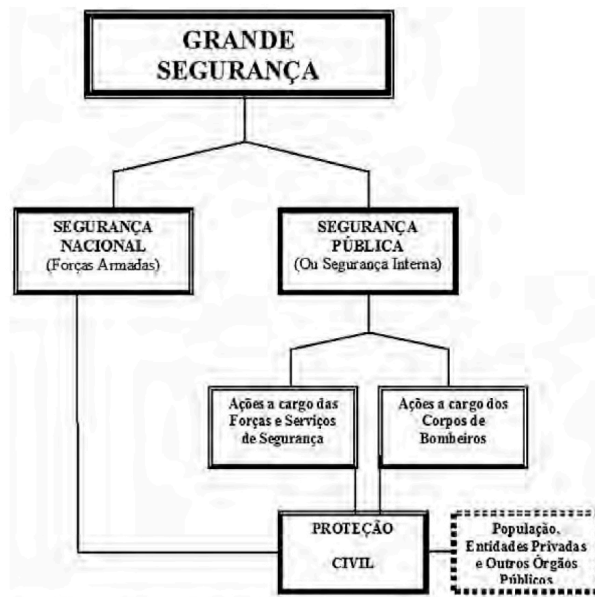 GRANDE
SEGURANÇA
SEGURANÇA
NACIONAL
(Forças Armadas)
SEGURANÇA
PÚBLICA
(Ou Segurança Interna)
Ações a cargo das
Forças e Serviços
de Segurança
Ações a cargo dos
Corpos de
Bombeiros
PROTEÇÃO
CIVIL
População,
Entidades Privadas
e Outros Órgãos
Públicos